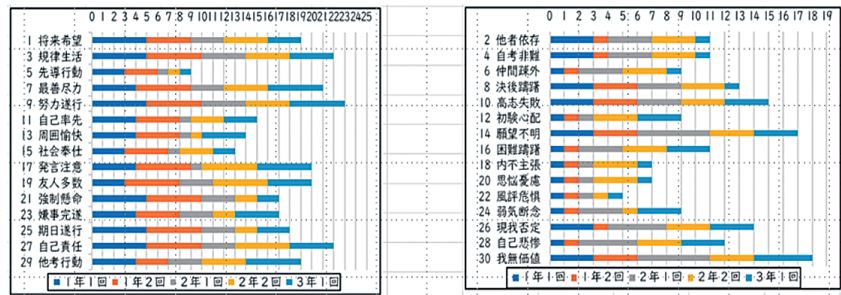 0 1 2 3 4 5 6 7 8 9 10 11 12 13 14 15 16 17 18 19 20 21 22 23 24 25
1 将来希望
3 規律生活
5 先導行動
7 最善尽力
9 努力遂行
11 自己率先
13 周囲愉快
15 社会奉仕
17 発言注意
19 友人多数
21 強制懸命
23 嫌事完遂
25 期日遂行
27 自己責任
29 他考行動
1年1回 1年2回 2年1回 2年2回 3年1回
0 1 2 3 4 5 6 7 8 9 10 11 12 13 14 15 16 17 18 19
2 他者依存
4 自考非難
6 仲間疎外
8 決後躊躇
10 高志失敗
12 初験心配
14 願望不明
16 困難躊躇
18 内不主張
20 思悩憂慮
22 風評危惧
24 弱気断念
26 現我否定
28 自己悲惨
30 我無価値
1年1回 1年2回 2年1回 2年2回 3年1回